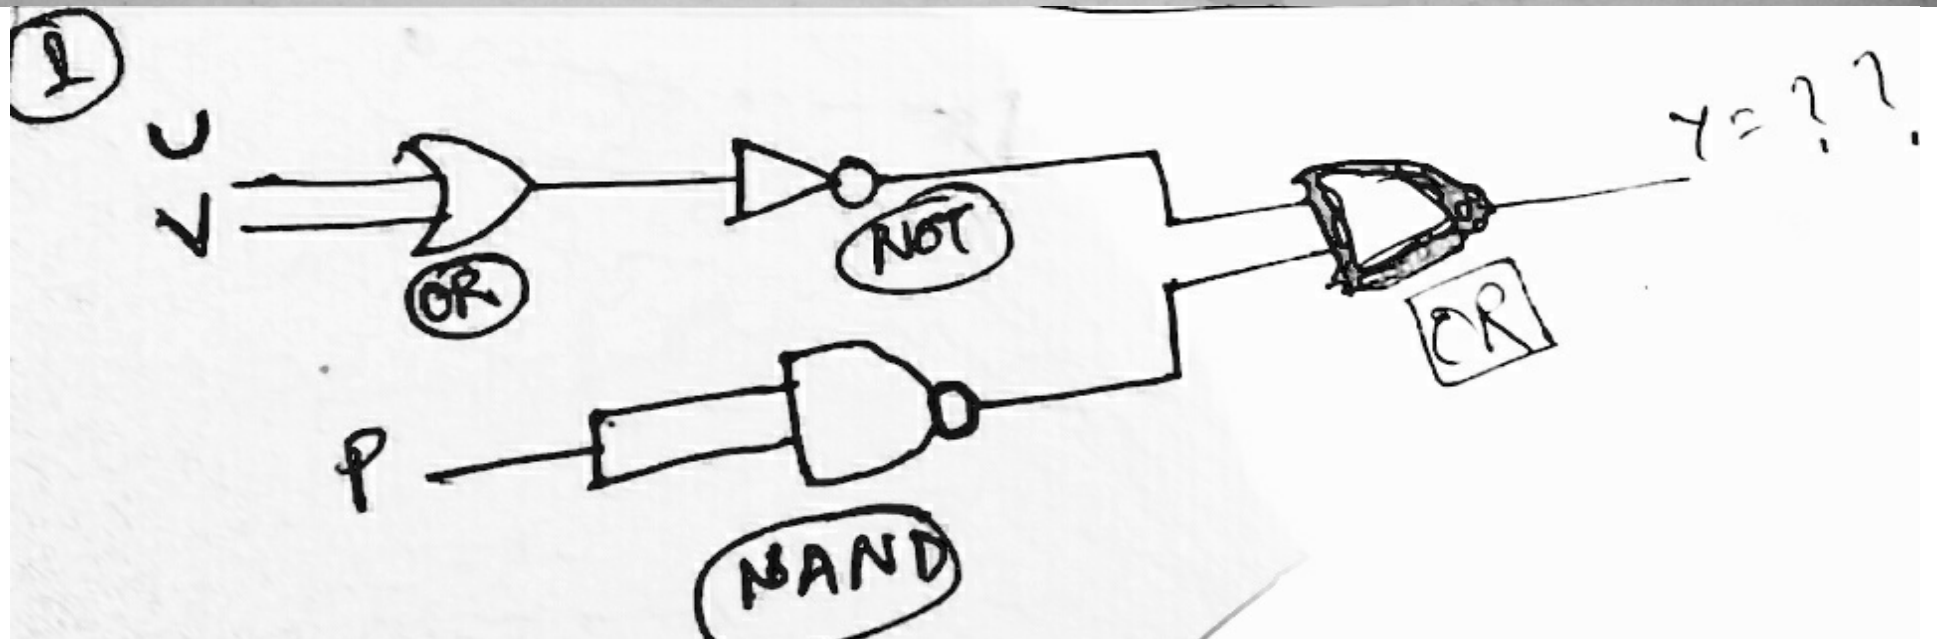 1
U
V
Y = ? ?
OR
NOT
OR
P
NAND